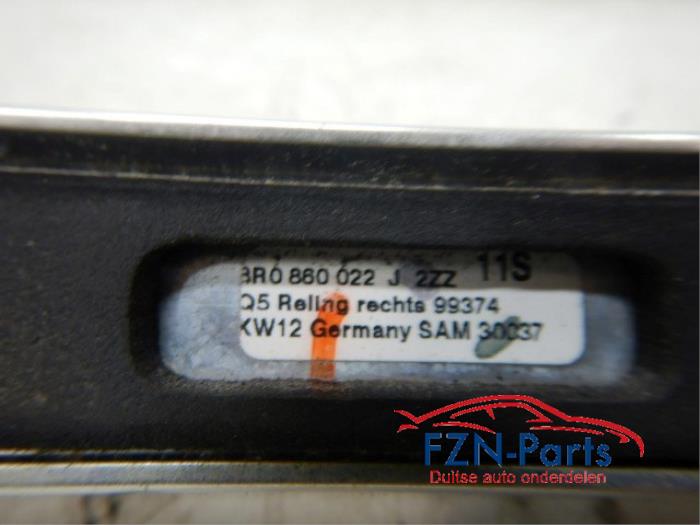 8R0 860 022 J 2ZZ 11S
Q5 Reling rechts 99374
KW12 Germany SAM 30037
FZN-Parts
Duitse auto onderdelen